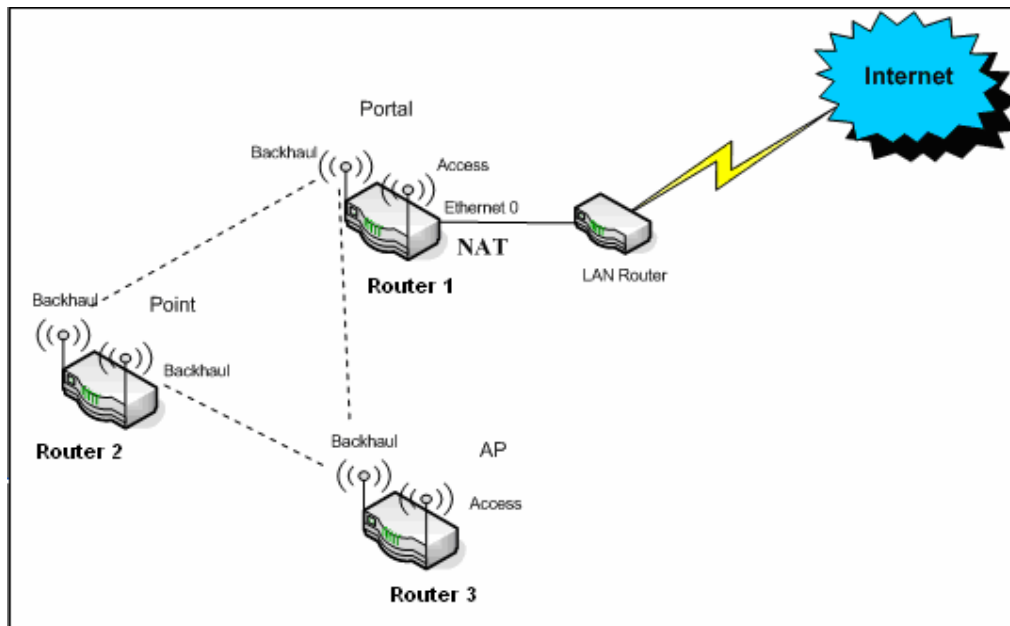 Internet
Portal
Backhaul
Access
Ethernet 0
NAT
LAN Router
Router 1
Backhaul
Point
Backhaul
Router 2
Backhaul
AP
Access
Router 3